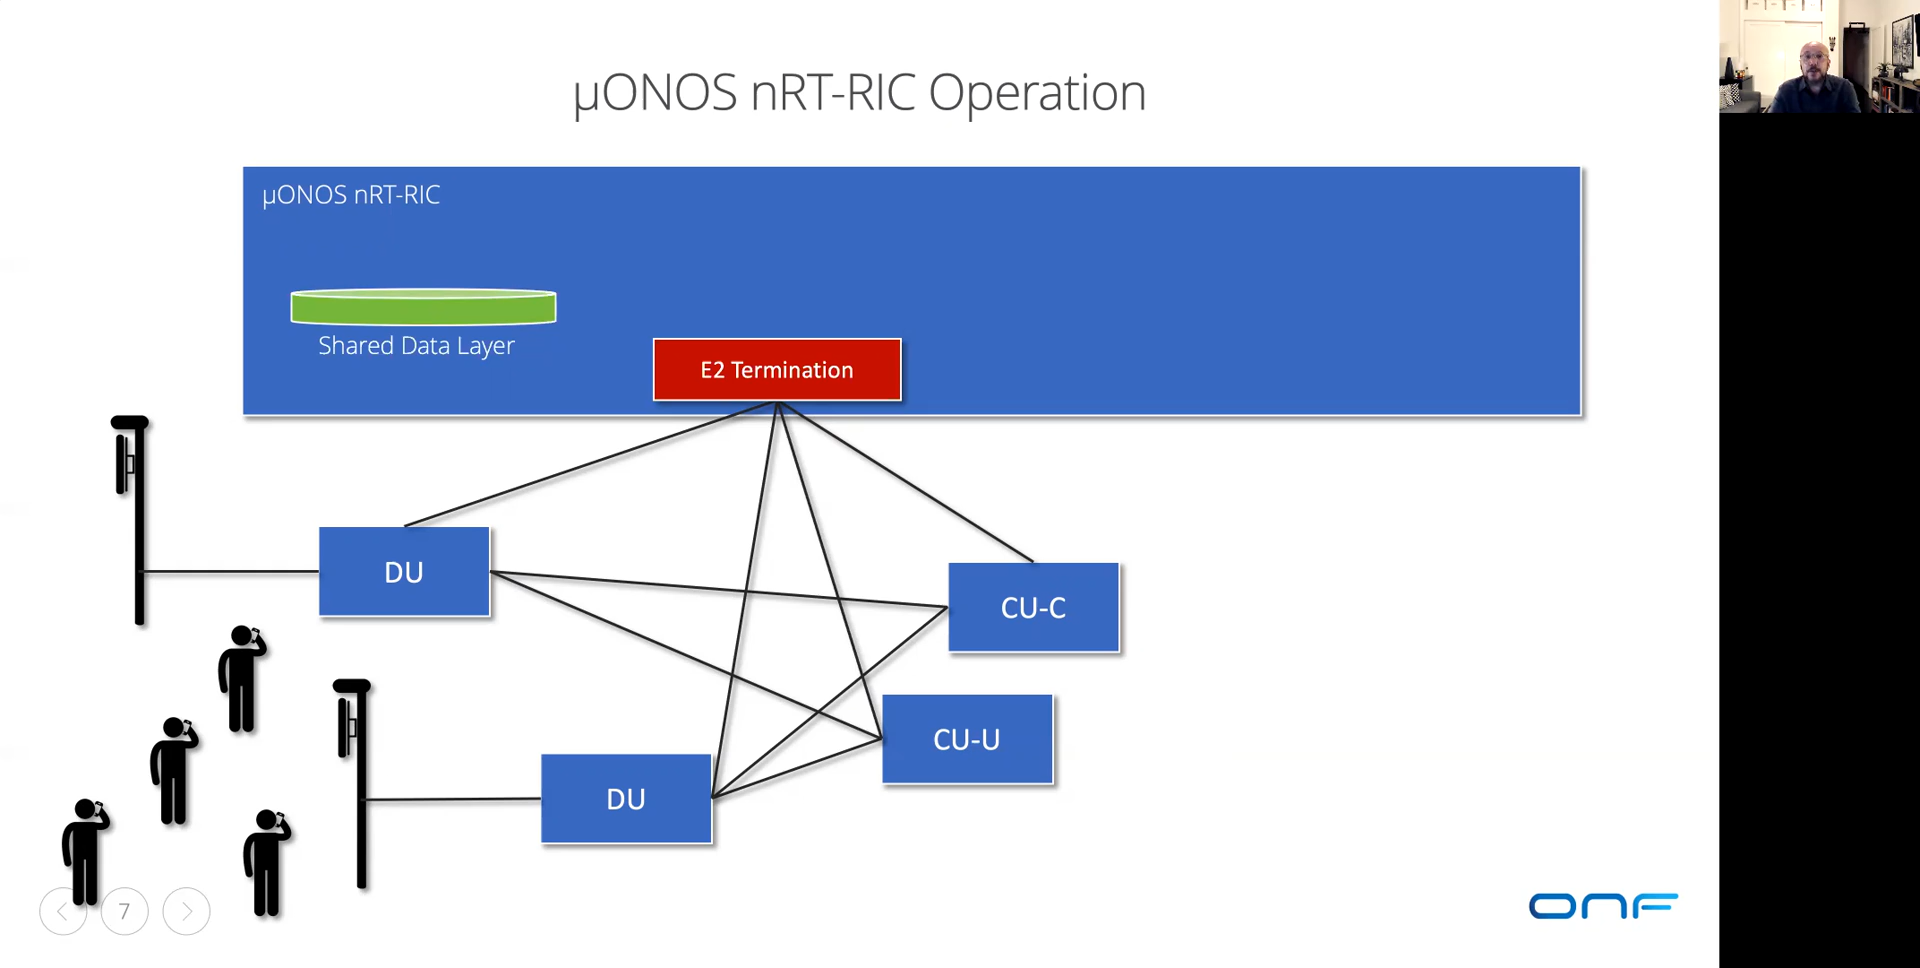 µONOS nRT-RIC Operation
µONOS nRT-RIC
Shared Data Layer
E2 Termination
DU
CU-C
CU-U
DU
7
ONF